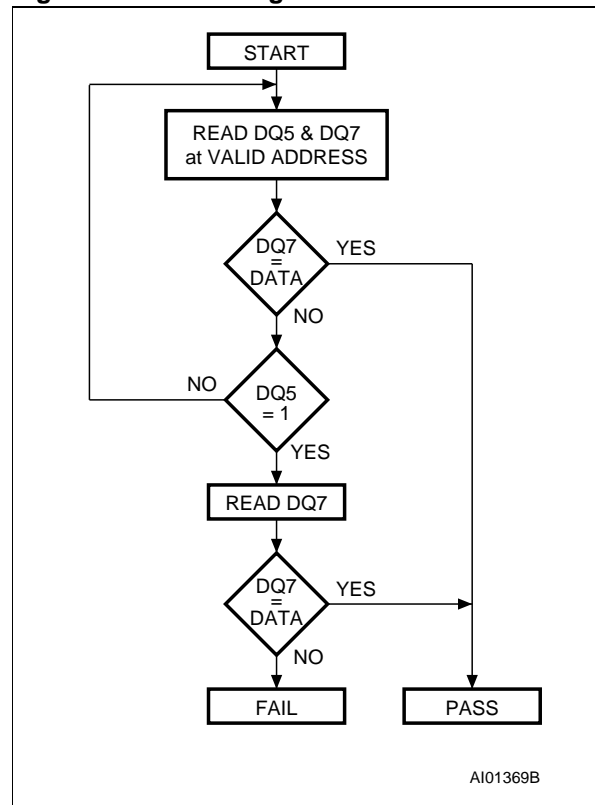 START
READ DQ5 & DQ7
at VALID ADDRESS
DQ7
=
DATA
YES
NO
DQ5
= 1
NO
YES
READ DQ7
DQ7
=
DATA
YES
NO
FAIL
PASS
AI01369B